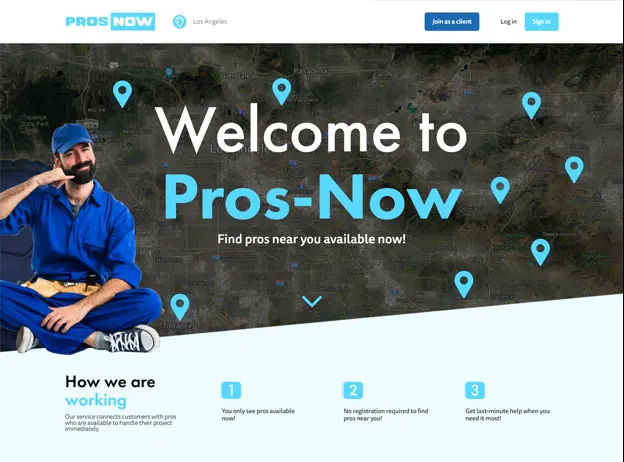 PROS NOW
Los Angeles
Join as a client
Log in
Sign in
Pasadena
Topanga
State Park
Welcome to
Pros-Now
Find pros near you available now!
Torrance
How we are
working
Our service connects customers with pros
who are available to handle their project
immediately
1
You only see pros available
now!
2
No registration required to find
pros near you!
3
Get last-minute help when you
need it most!